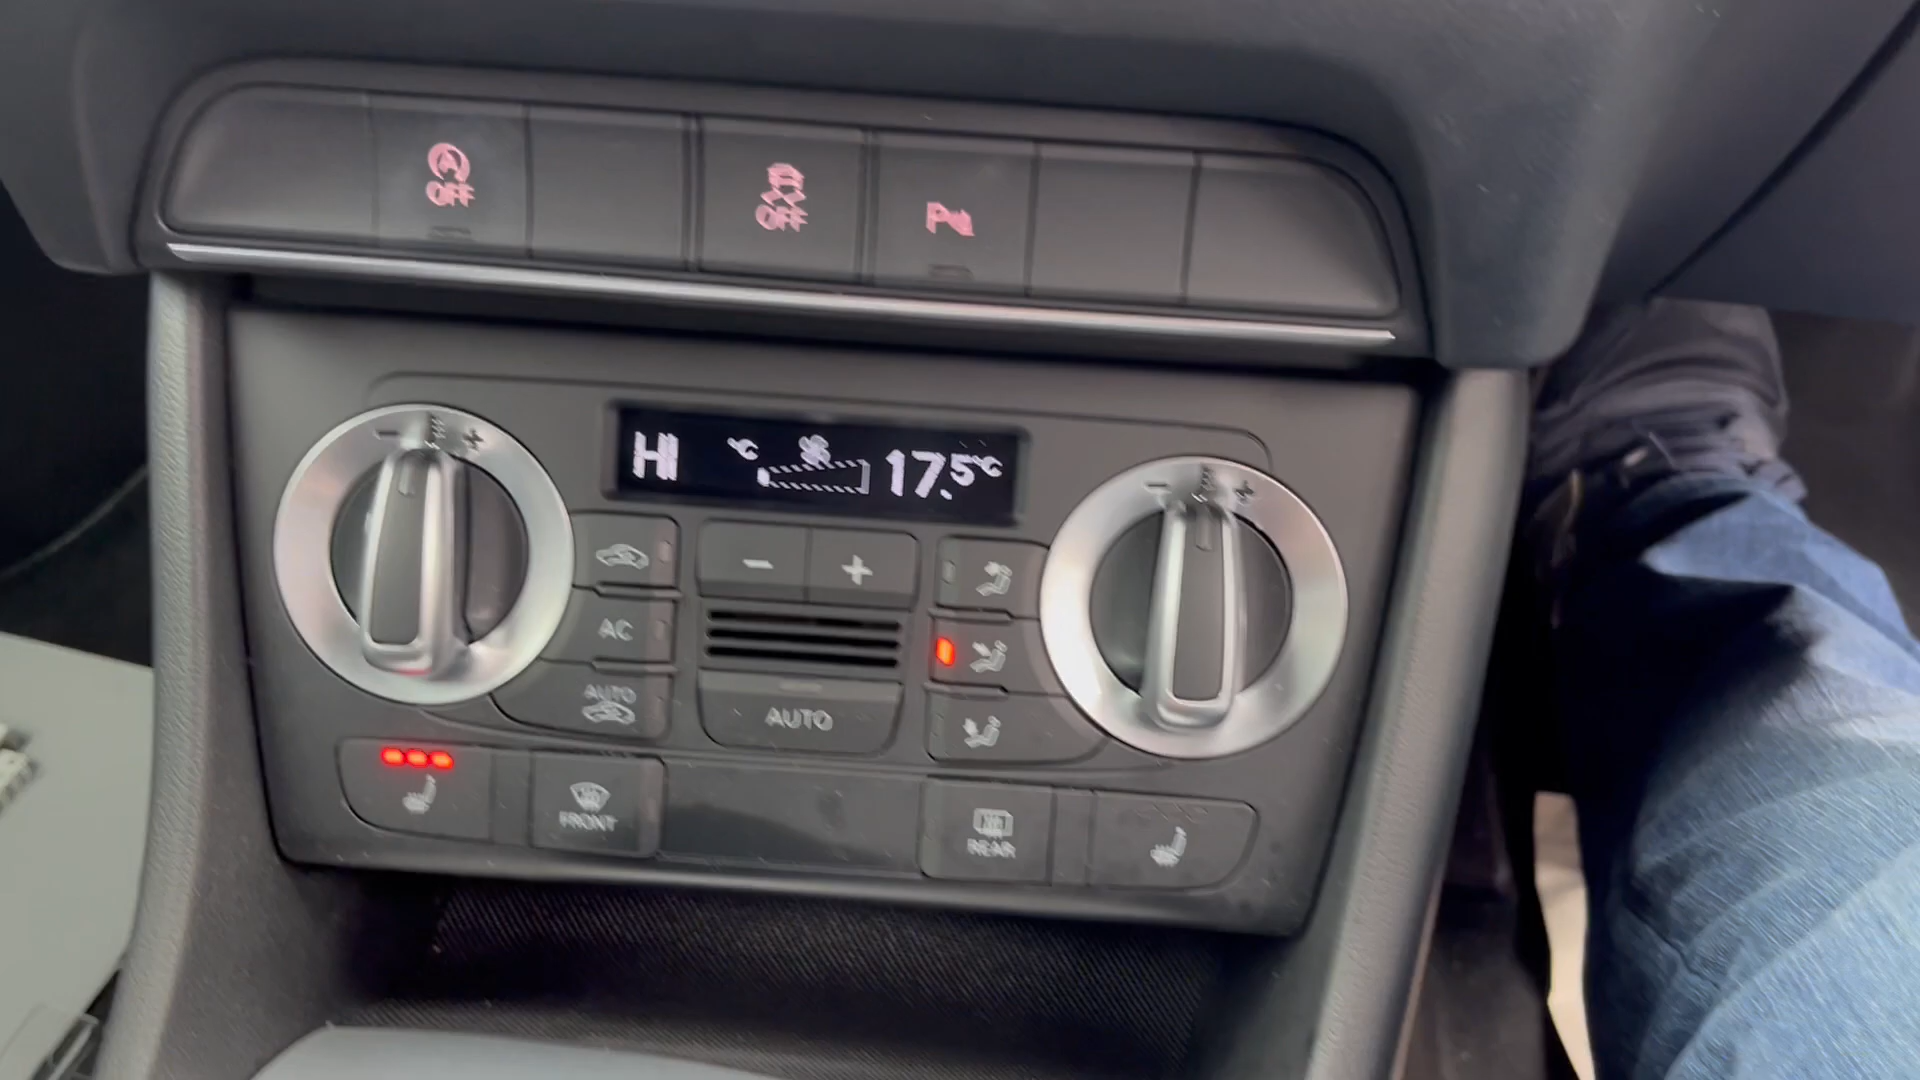 A
OFF
OFF
P
- +
HI °C 17.5°C
- +
- +
AC
AUTO
AUTO
FRONT
REAR